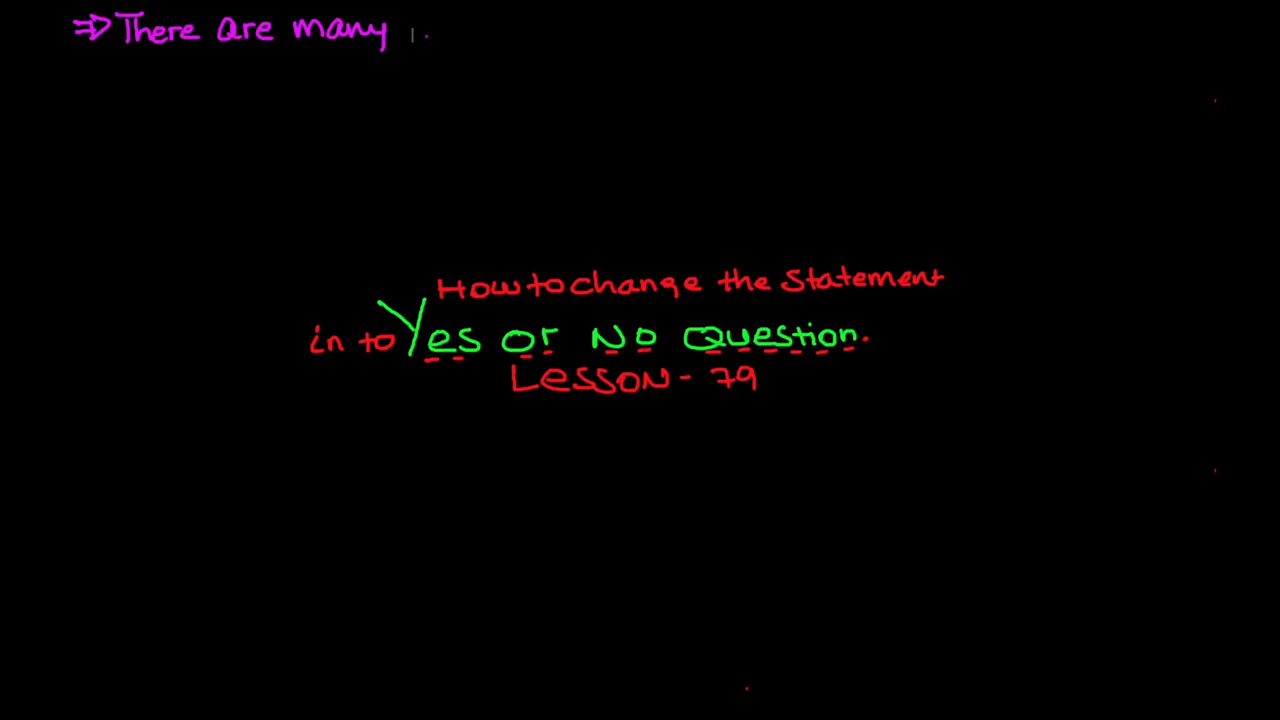 ⇒ There are many
How to change the Statement
in to Yes or No Question.
Lesson - 79